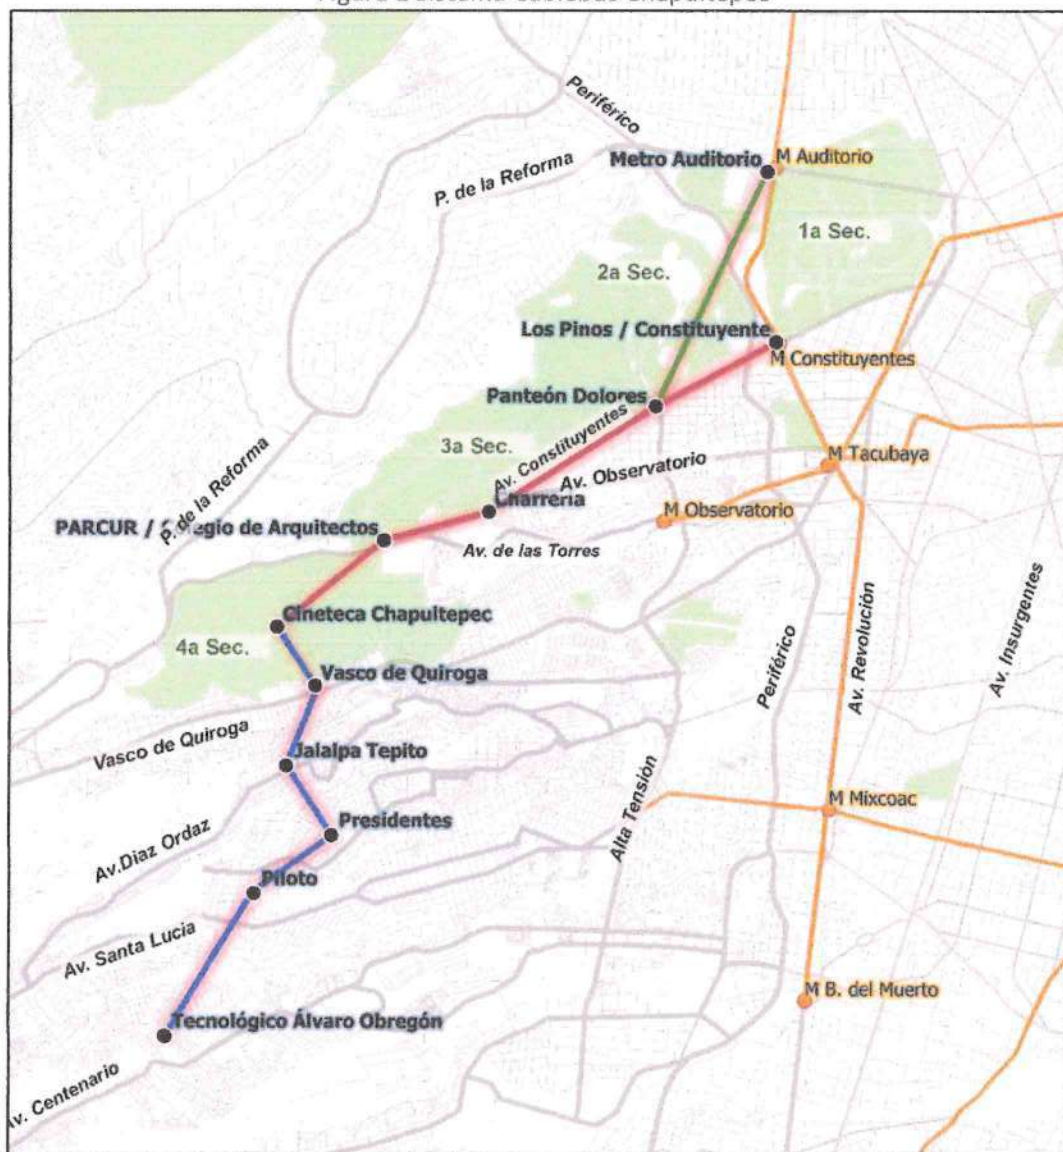 Periférico
Metro Auditorio
M Auditorio
P. de la Reforma
1a Sec.
2a Sec.
Los Pinos / Constituyente
M Constituyentes
Panteón Dolores
Av. Constituyentes
3a Sec.
M Tacubaya
Av. Observatorio
P. de la Reforma
Charrería
M Observatorio
PARCUR /
egio de Arquitectos
Av. de las Torres
Cineteca Chapultepec
4a Sec.
Av. Revolución
Av. Insurgentes
Periférico
Vasco de Quiroga
Vasco de Quiroga
Jalalpa Tepito
Alta Tensión
M Mixcoac
Presidentes
Av.Diaz Ordaz
Piloto
Av. Santa Lucia
M B. del Muerto
Tecnológico Álvaro Obregón
Av. Centenario